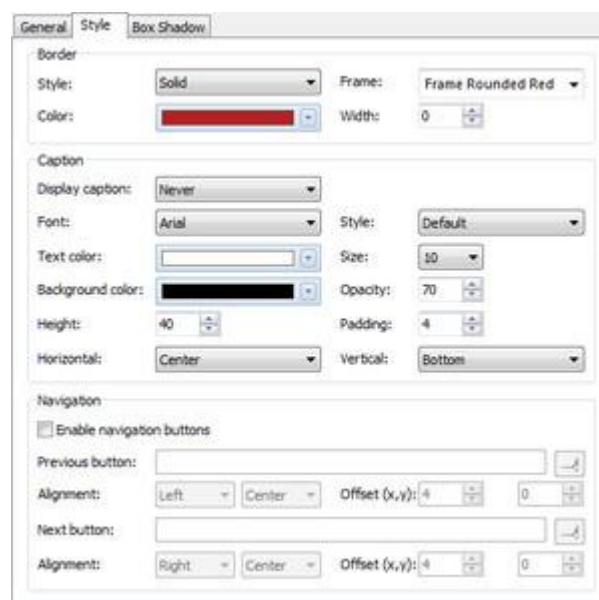 General Style Box Shadow
Border
Style: Solid Frame: Frame Rounded Red
Color: Width: 0
Caption
Display caption: Never
Font: Arial Style: Default
Text color: Size: 10
Background color: Opacity: 70
Height: 40 Padding: 4
Horizontal: Center Vertical: Bottom
Navigation
Enable navigation buttons
Previous button:
Alignment: Left Center Offset (x,y): 4 0
Next button:
Alignment: Right Center Offset (x,y): 4 0